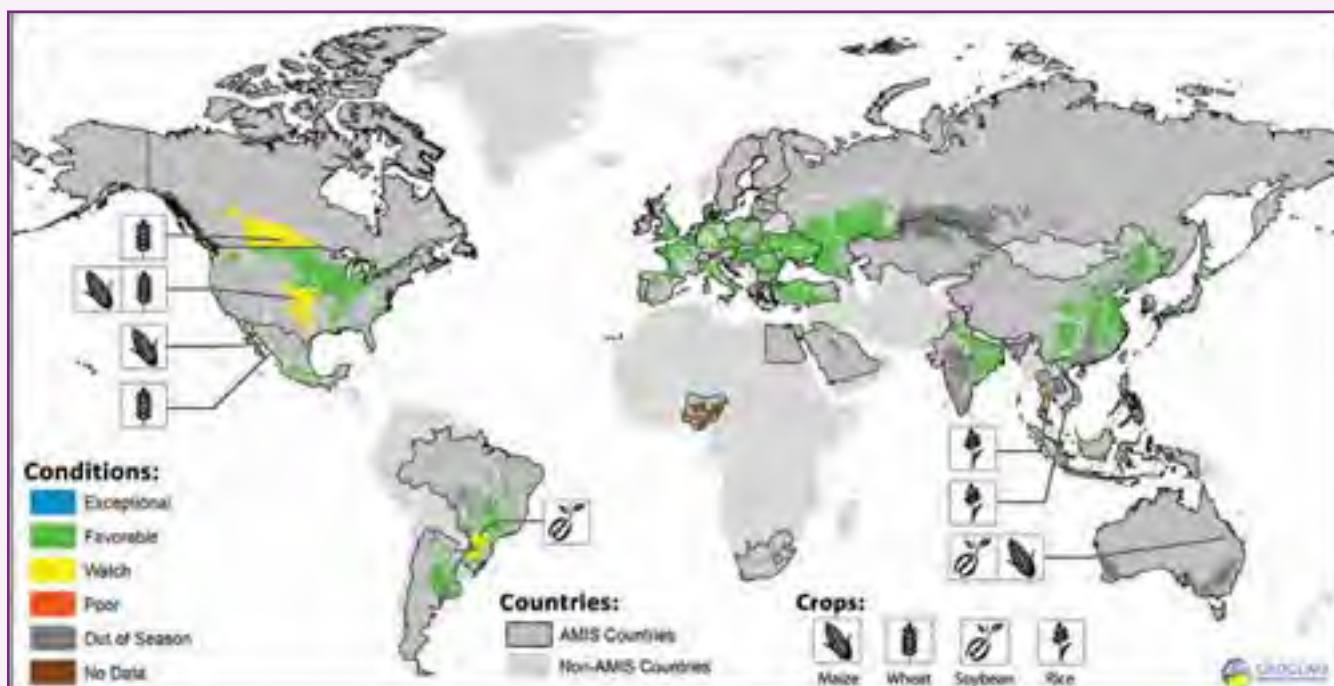 Conditions:
Exceptional
Favorable
Watch
Poor
Out of Season
No Data
Countries:
AMIS Countries
Non-AMIS Countries
Crops:
Maize
Wheat
Soybean
Rice
GEOGLAM